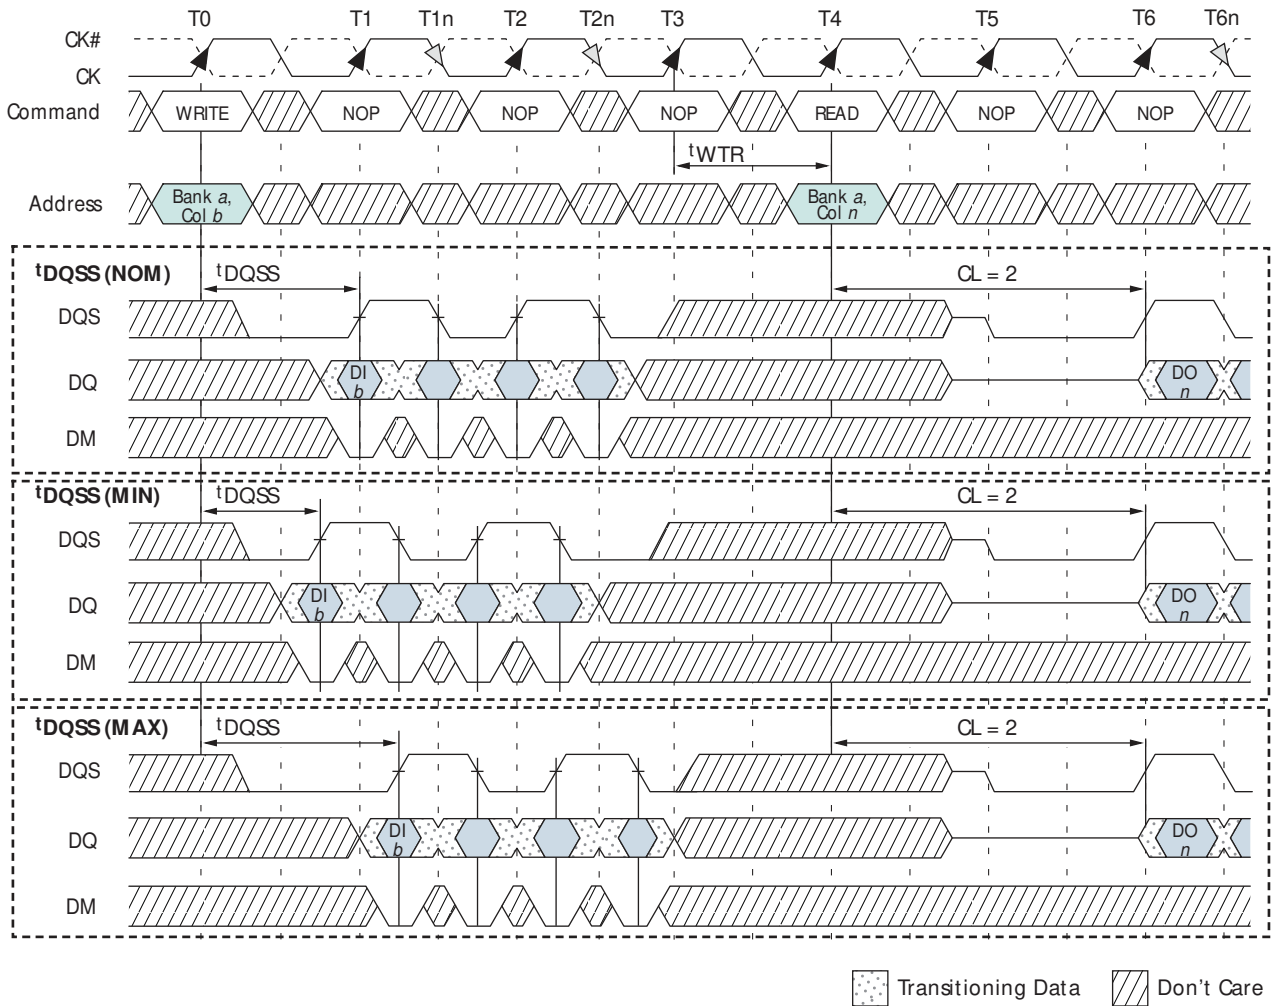 T0 T1 T1n T2 T2n T3 T4 T5 T6 T6n
CK#
CK
Command WRITE NOP NOP NOP READ NOP NOP
tWTR
Address Bank a, Col b Bank a, Col n
tDQSS (NOM) tDQSS CL = 2
DQS
DQ DI b DO n
DM
tDQSS (MIN) tDQSS CL = 2
DQS
DQ DI b DO n
DM
tDQSS (MAX) tDQSS CL = 2
DQS
DQ DI b DO n
DM
Transitioning Data Don't Care